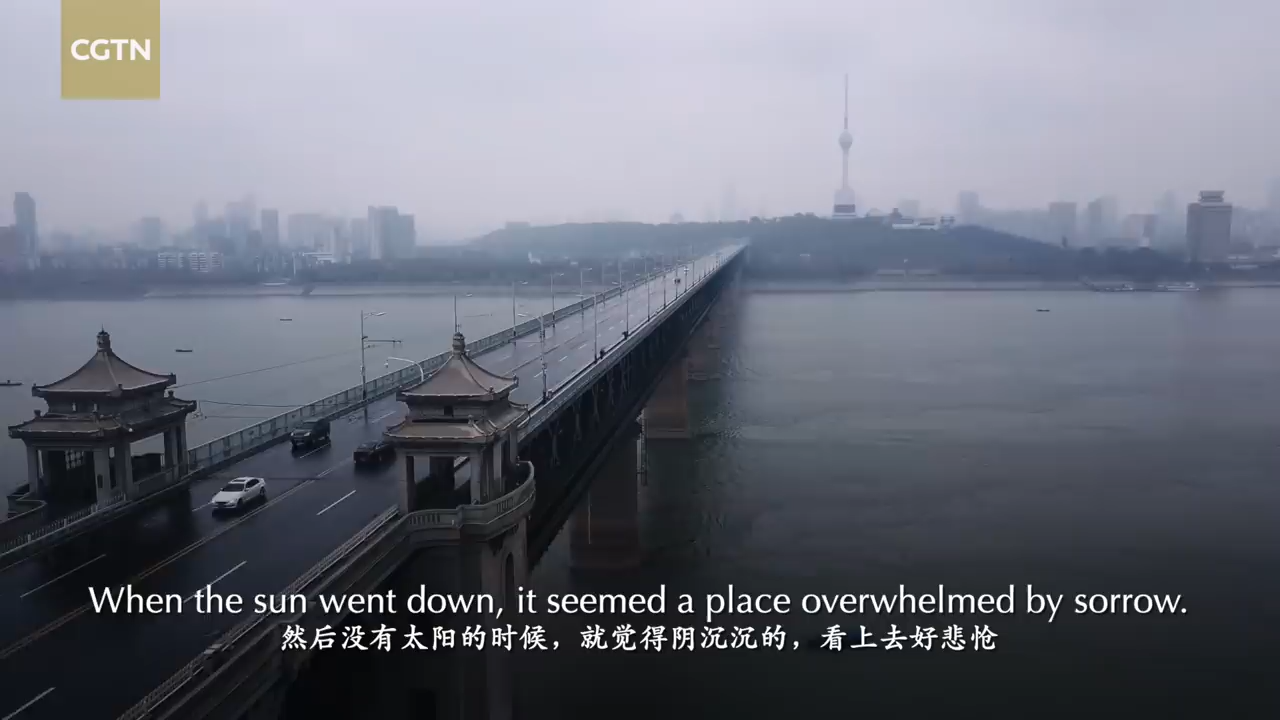 CGTN
When the sun went down, it seemed a place overwhelmed by sorrow.
然后没有太阳的时候，就觉得阴沉沉的，看上去好悲怆